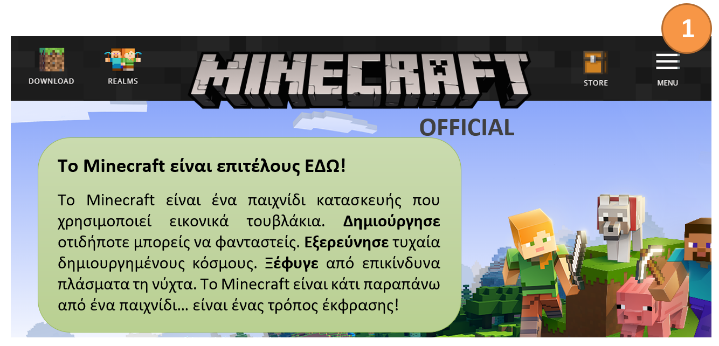 1
MINECRAFT
DOWNLOAD
REALMS
STORE
MENU
OFFICIAL
Το Minecraft είναι επιτέλους ΕΔΩ!
Το Minecraft είναι ένα παιχνίδι κατασκευής που
χρησιμοποιεί εικονικά τουβλάκια. Δημιούργησε
οτιδήποτε μπορείς να φανταστείς. Εξερεύνησε τυχαία
δημιουργημένους κόσμους. Ξέφυγε από επικίνδυνα
πλάσματα τη νύχτα. Το Minecraft είναι κάτι παραπάνω
από ένα παιχνίδι... είναι ένας τρόπος έκφρασης!